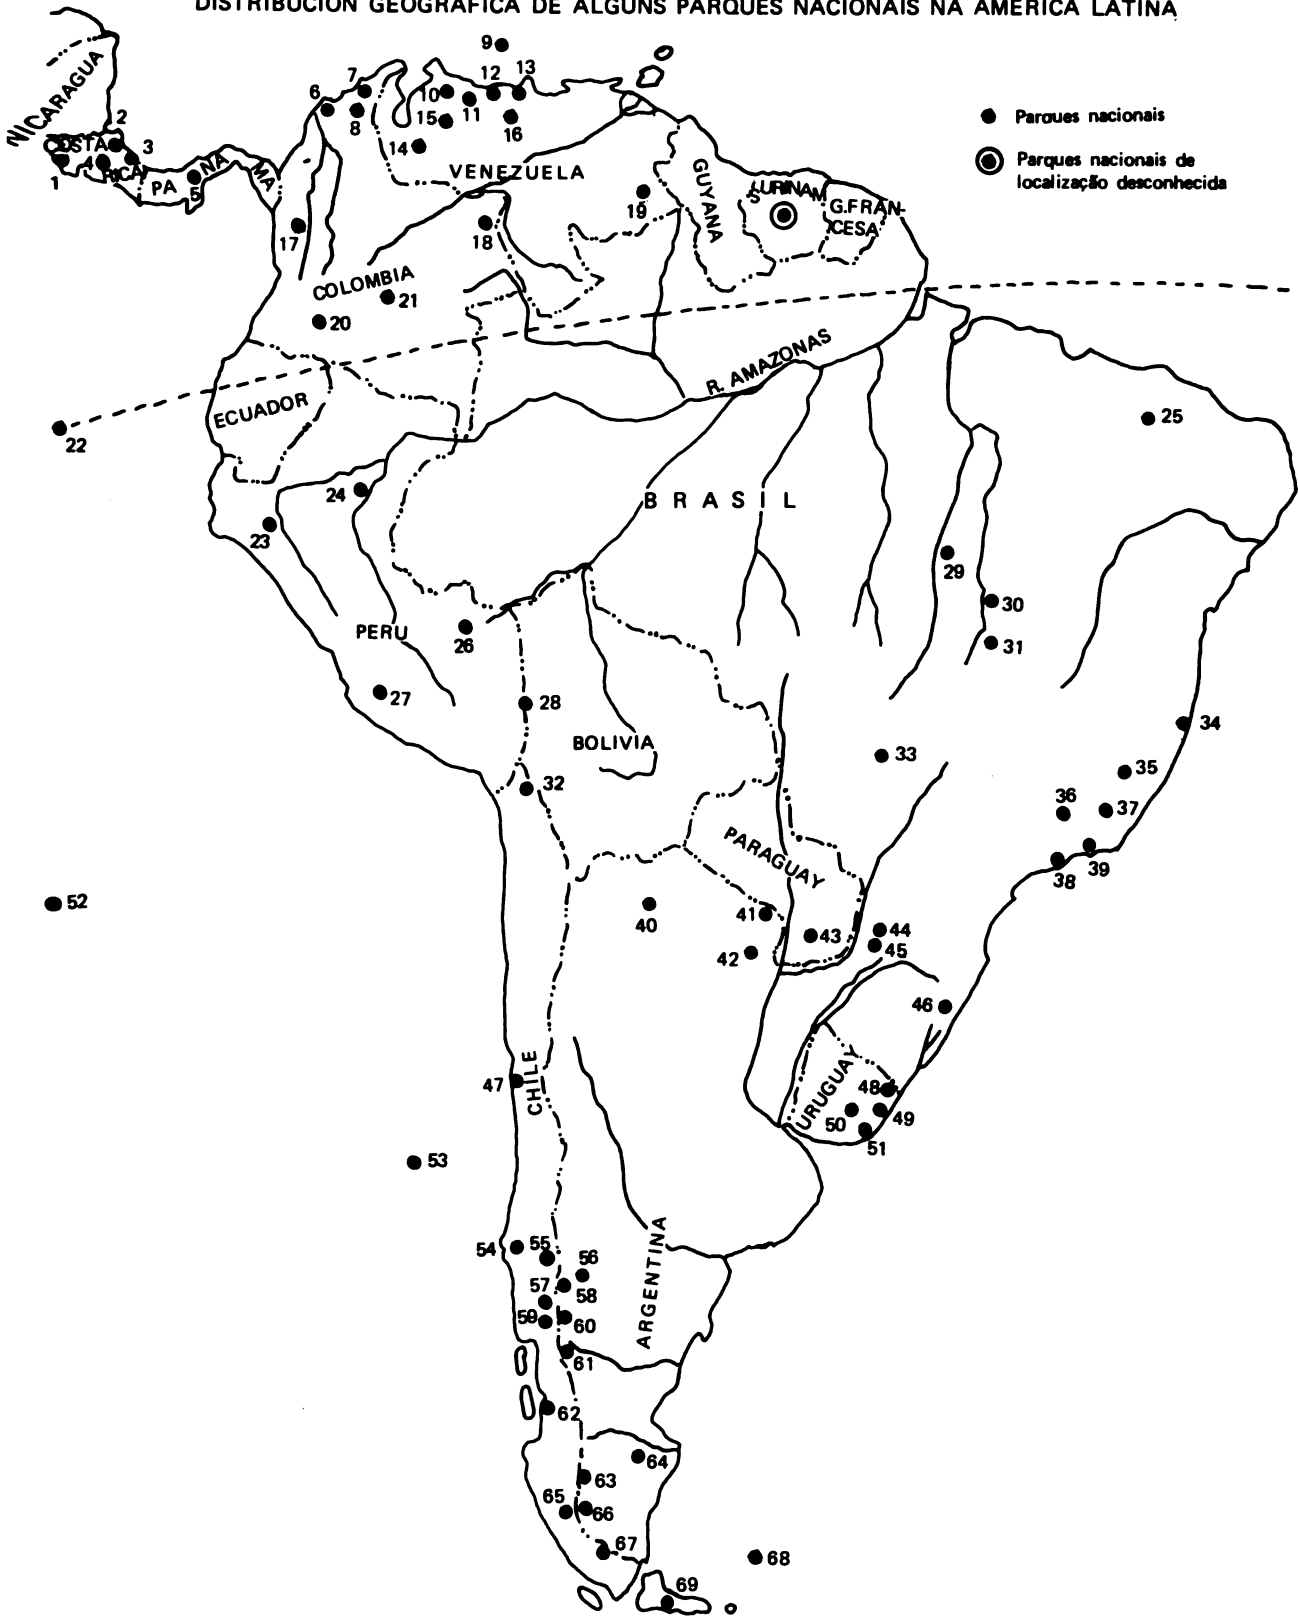 DISTRIBUCION GEOGRAFICA DE ALGUNS PARQUES NACIONAIS NA AMERICA LATINA
Parques nacionais
Parques nacionais de
localização desconhecida
NICARAGUA
COSTA
RICA
PA
NA
MA
VENEZUELA
GUYANA
SURINAM
G.FRAN-
CESA
COLOMBIA
ECUADOR
R. AMAZONAS
BRASIL
PERU
BOLIVIA
PARAGUAY
CHILE
URUGUAY
ARGENTINA
1
2
3
4
5
6
7
8
9
10
11
12
13
14
15
16
17
18
19
20
21
22
23
24
25
26
27
28
29
30
31
32
33
34
35
36
37
38
39
40
41
42
43
44
45
46
47
48
49
50
51
52
53
54
55
56
57
58
59
60
61
62
63
64
65
66
67
68
69